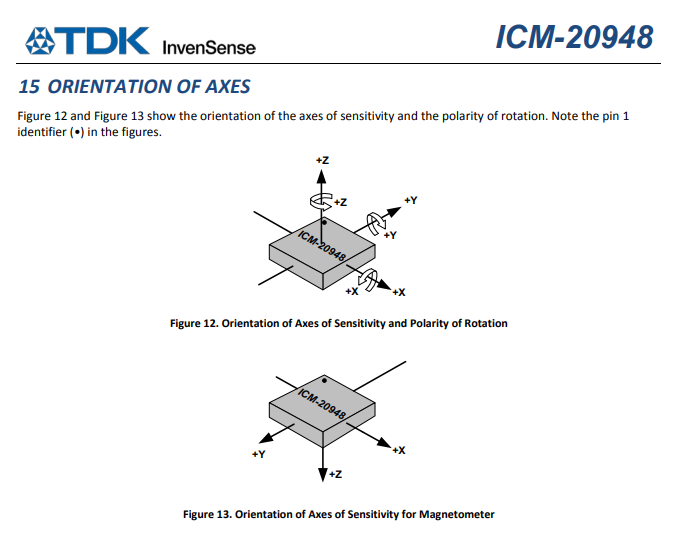 TDK InvenSense
ICM-20948
15 ORIENTATION OF AXES
Figure 12 and Figure 13 show the orientation of the axes of sensitivity and the polarity of rotation. Note the pin 1
identifier (•) in the figures.
+Z
+Z
+Y
+Y
ICM-20948
+X
+X
Figure 12. Orientation of Axes of Sensitivity and Polarity of Rotation
ICM-20948
+Y
+X
+Z
Figure 13. Orientation of Axes of Sensitivity for Magnetometer